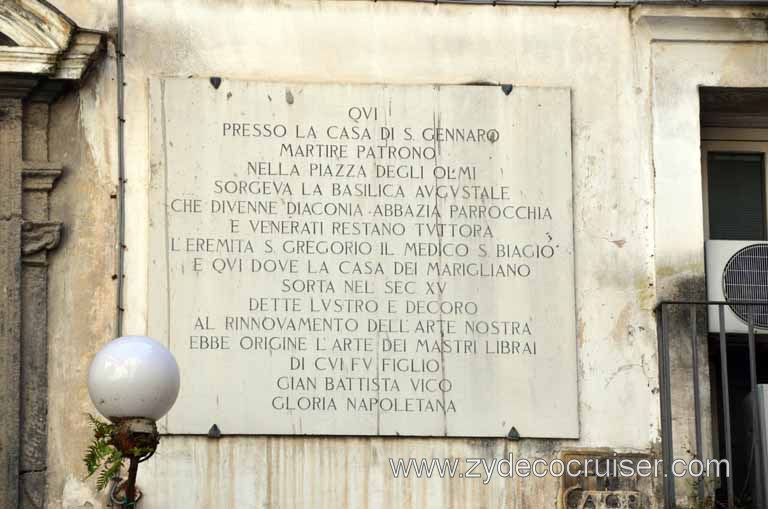 QVI
PRESSO LA CASA DI S. GENNARO
MARTIRE PATRONO
NELLA PIAZZA DEGLI OLMI
SORGEVA LA BASILICA AVGVSTALE
CHE DIVENNE DIACONIA ABBAZIA PARROCCHIA
E VENERATI RESTANO TVTTORA
L'EREMITA S. GREGORIO IL MEDICO S. BIAGIO
E QVI DOVE LA CASA DEI MARIGLIANO
SORTA NEL SEC XV
DETTE LVSTRO E DECORO
AL RINNOVAMENTO DELL'ARTE NOSTRA
EBBE ORIGINE L'ARTE DEI MASTRI LIBRAI
DI CVI FV FIGLIO
GIAN BATTISTA VICO
GLORIA NAPOLETANA
www.zydecocruiser.com